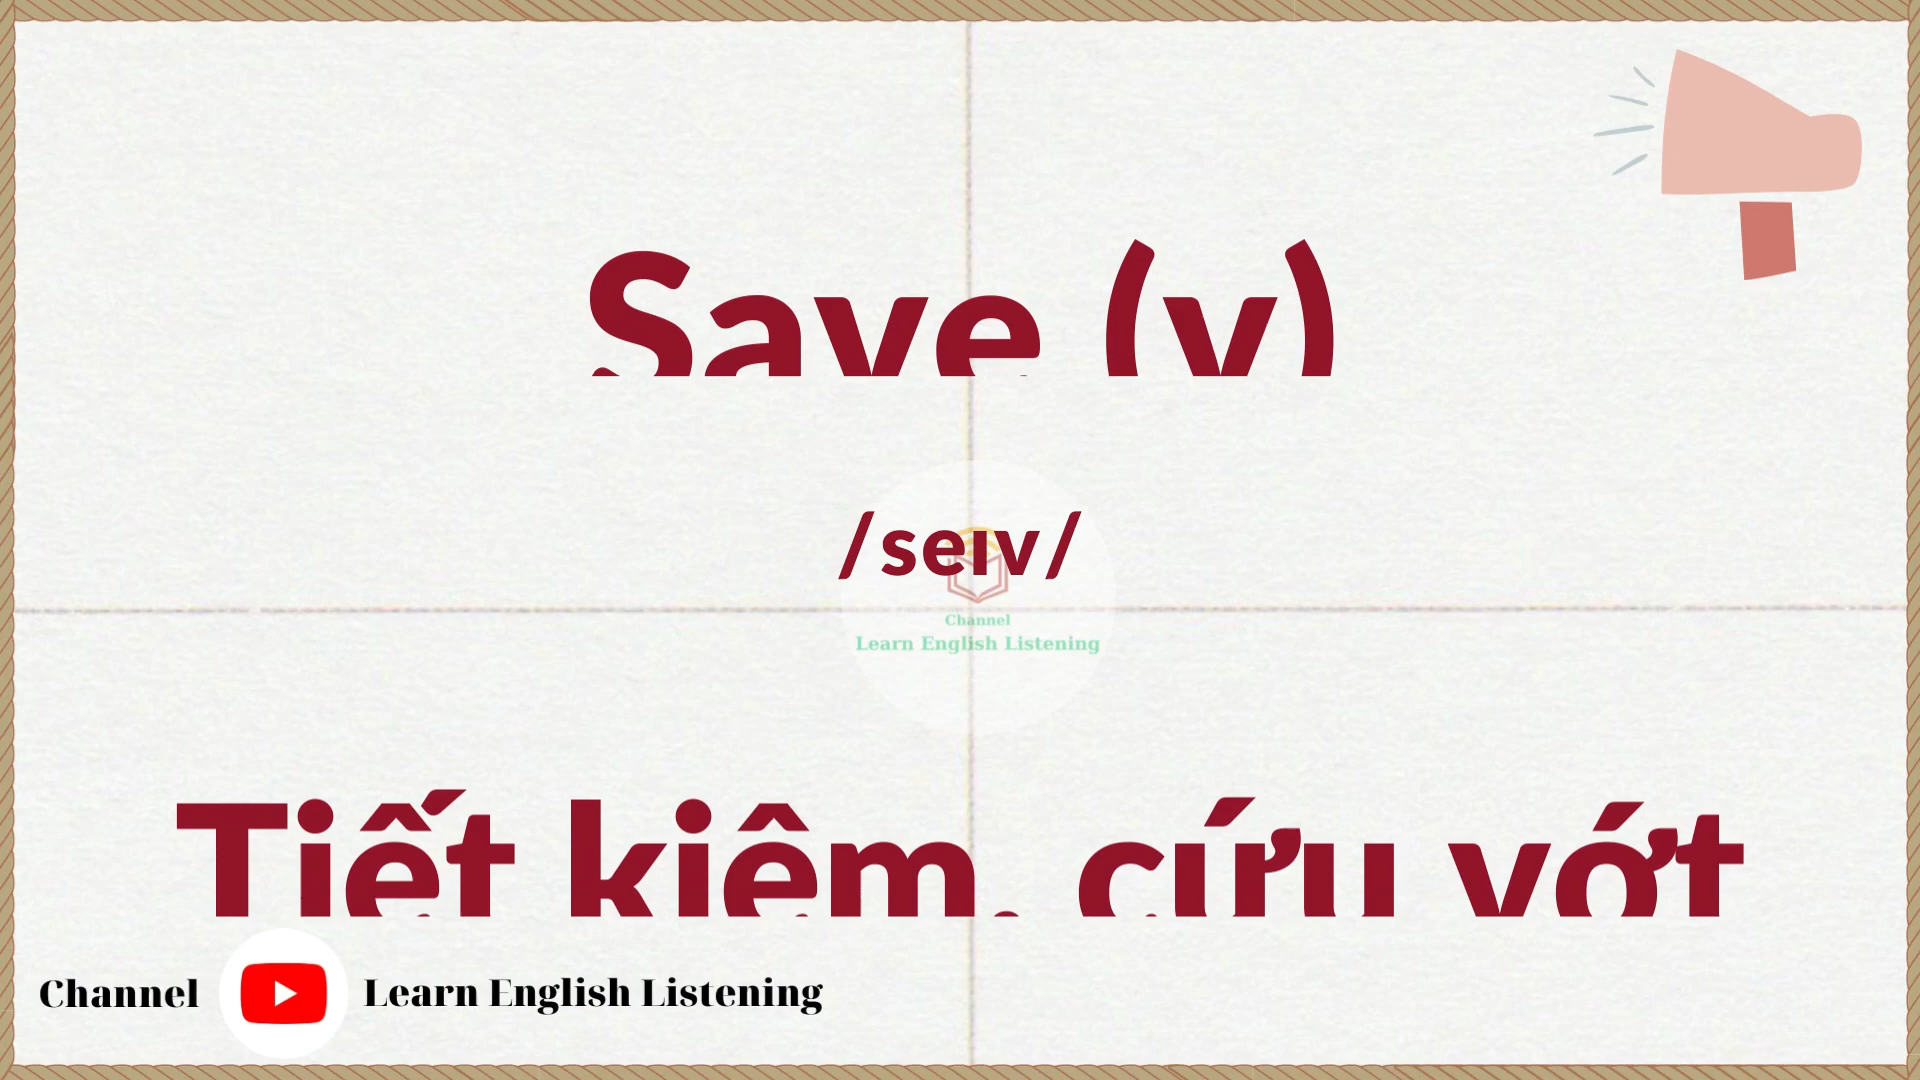 Save (v)
/seɪv/
Channel
Learn English Listening
Tiết kiệm, cứu vớt
Channel Learn English Listening